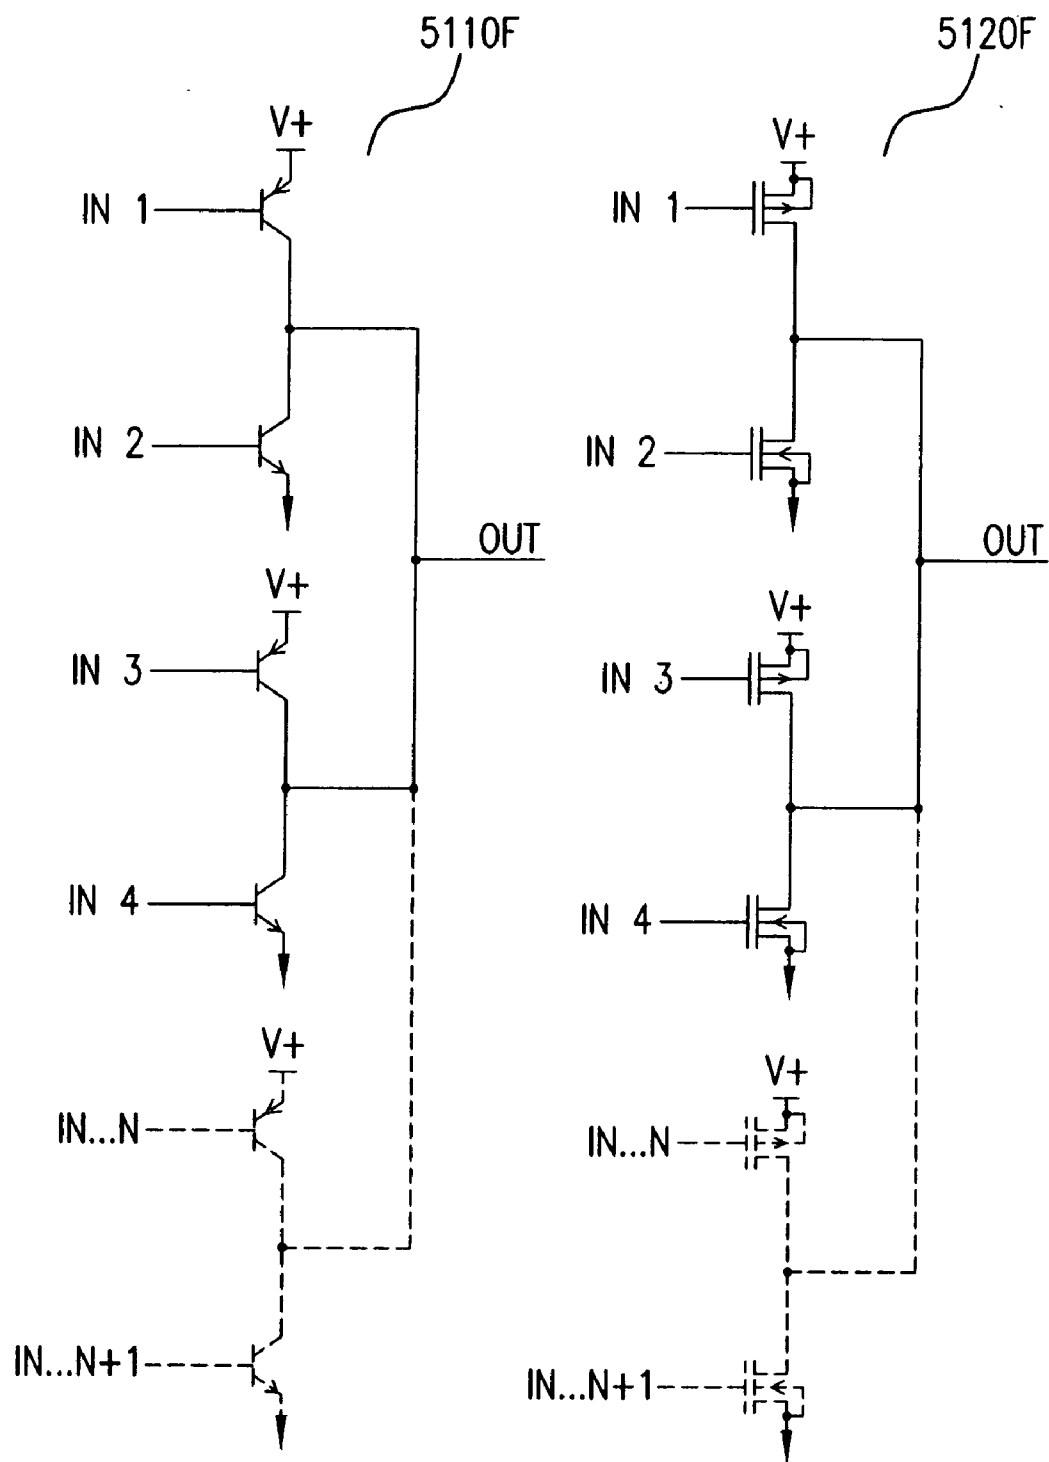 5110F
V+
IN 1
IN 2
OUT
V+
IN 3
IN 4
V+
IN...N
IN...N+1
5120F
V+
IN 1
IN 2
OUT
V+
IN 3
IN 4
V+
IN...N
IN...N+1